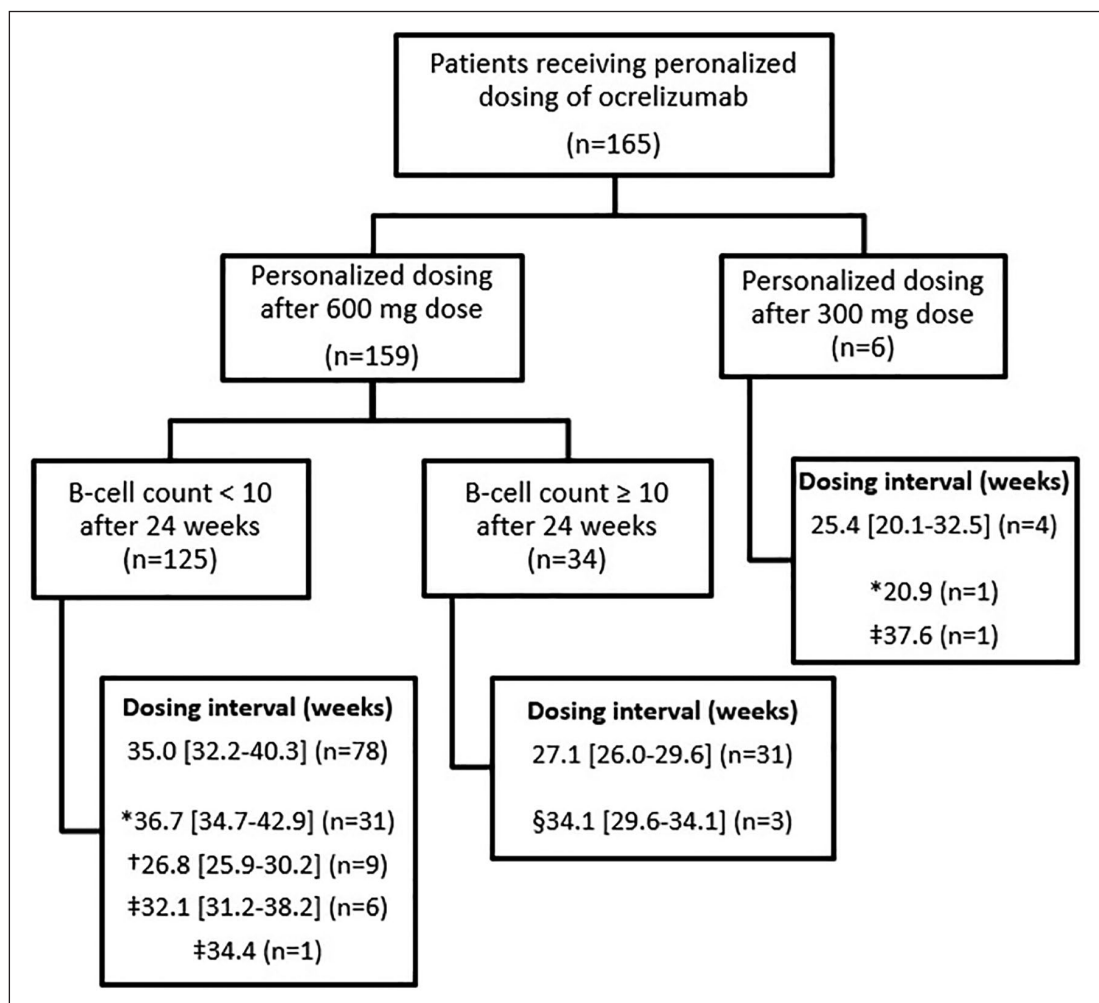 Patients receiving peronalized
dosing of ocrelizumab
(n=165)
Personalized dosing
after 600 mg dose
(n=159)
Personalized dosing
after 300 mg dose
(n=6)
B-cell count < 10
after 24 weeks
(n=125)
B-cell count ≥ 10
after 24 weeks
(n=34)
Dosing interval (weeks)
25.4 [20.1-32.5] (n=4)
*20.9 (n=1)
‡37.6 (n=1)
Dosing interval (weeks)
35.0 [32.2-40.3] (n=78)
*36.7 [34.7-42.9] (n=31)
†26.8 [25.9-30.2] (n=9)
‡32.1 [31.2-38.2] (n=6)
‡34.4 (n=1)
Dosing interval (weeks)
27.1 [26.0-29.6] (n=31)
§34.1 [29.6-34.1] (n=3)